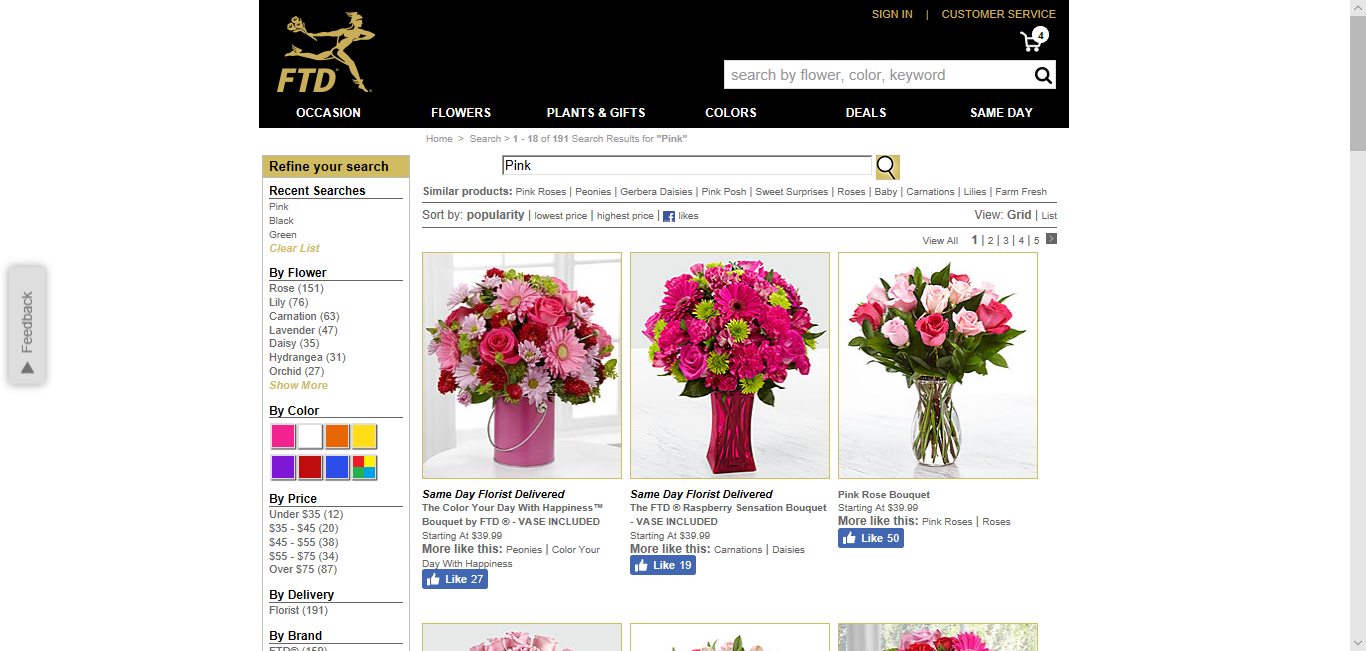 SIGN IN | CUSTOMER SERVICE
4
FTD
search by flower, color, keyword
OCCASION FLOWERS PLANTS & GIFTS COLORS DEALS SAME DAY
Home > Search > 1 - 18 of 191 Search Results for "Pink"
Refine your search
Recent Searches
Pink
Black
Green
Clear List
By Flower
Rose (151)
Lily (76)
Carnation (63)
Lavender (47)
Daisy (35)
Hydrangea (31)
Orchid (27)
Show More
By Color
By Price
Under $35 (12)
$35 - $45 (20)
$45 - $55 (38)
$55 - $75 (34)
Over $75 (87)
By Delivery
Florist (191)
By Brand
FTD® (159)
Feedback
Pink
Similar products: Pink Roses | Peonies | Gerbera Daisies | Pink Posh | Sweet Surprises | Roses | Baby | Carnations | Lilies | Farm Fresh
Sort by: popularity | lowest price | highest price | f likes
View: Grid | List
View All 1 | 2 | 3 | 4 | 5 >
Same Day Florist Delivered
The Color Your Day With Happiness™
Bouquet by FTD ® - VASE INCLUDED
Starting At $39.99
More like this: Peonies | Color Your
Day With Happiness
Like 27
Same Day Florist Delivered
The FTD ® Raspberry Sensation Bouquet
- VASE INCLUDED
Starting At $39.99
More like this: Carnations | Daisies
Like 19
Pink Rose Bouquet
Starting At $39.99
More like this: Pink Roses | Roses
Like 50